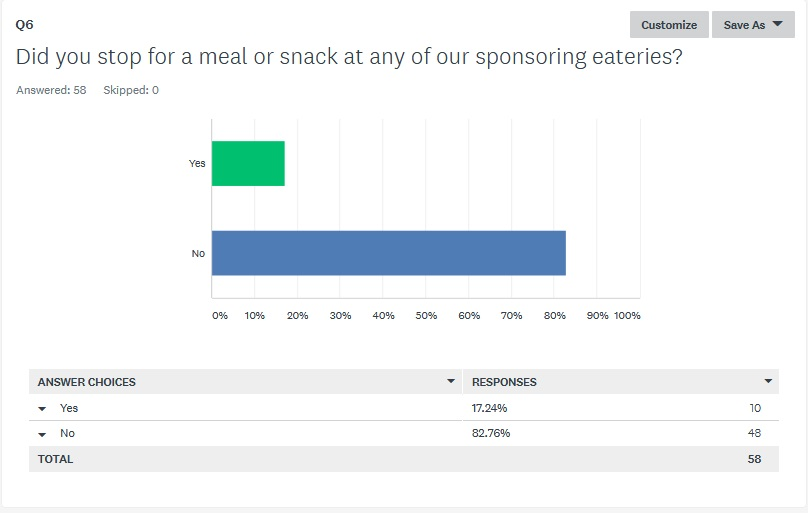 Q6
Customize
Save As
Did you stop for a meal or snack at any of our sponsoring eateries?
Answered: 58 Skipped: 0
Yes
No
0% 10% 20% 30% 40% 50% 60% 70% 80% 90% 100%
ANSWER CHOICES RESPONSES
Yes 17.24% 10
No 82.76% 48
TOTAL 58